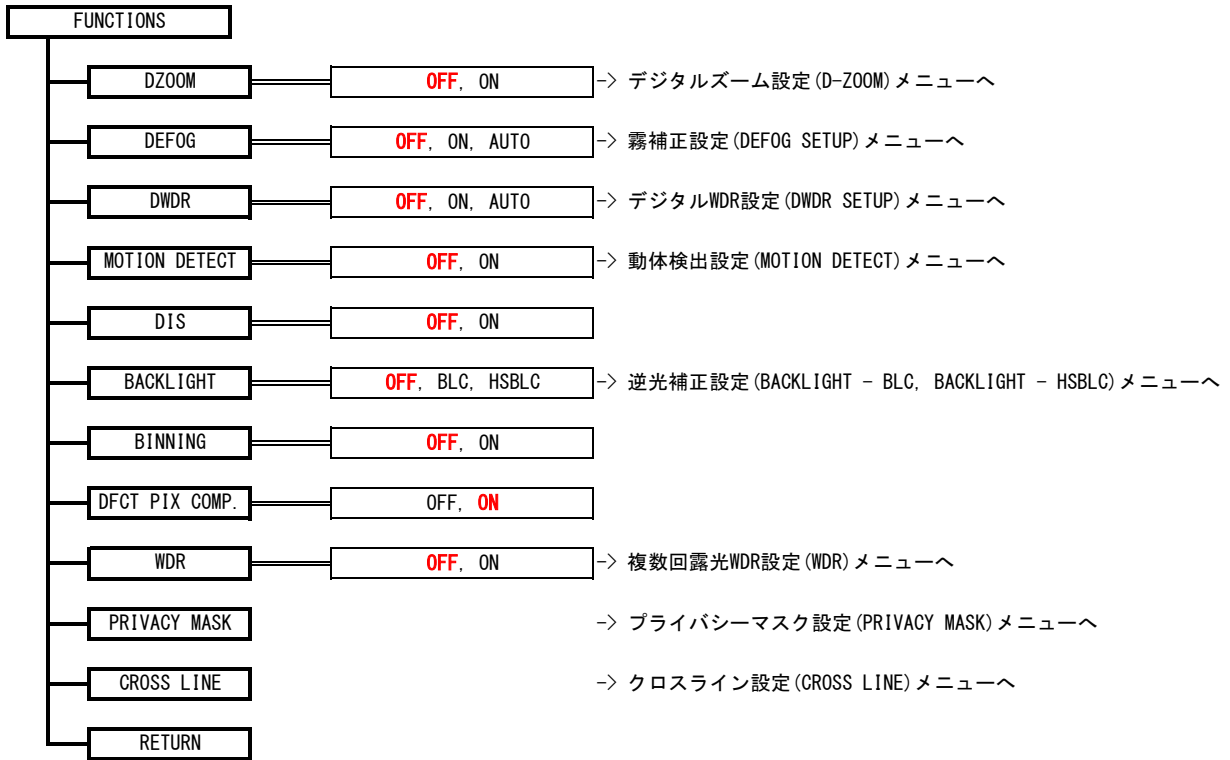 FUNCTIONS
DZOOM OFF, ON -> デジタルズーム設定(D-ZOOM)メニューへ
DEFOG OFF, ON, AUTO -> 霧補正設定(DEFOG SETUP)メニューへ
DWDR OFF, ON, AUTO -> デジタルWDR設定(DWDR SETUP)メニューへ
MOTION DETECT OFF, ON -> 動体検出設定(MOTION DETECT)メニューへ
DIS OFF, ON
BACKLIGHT OFF, BLC, HSBLC -> 逆光補正設定(BACKLIGHT - BLC, BACKLIGHT - HSBLC)メニューへ
BINNING OFF, ON
DFCT PIX COMP. OFF, ON
WDR OFF, ON -> 複数回露光WDR設定(WDR)メニューへ
PRIVACY MASK -> プライバシーマスク設定(PRIVACY MASK)メニューへ
CROSS LINE -> クロスライン設定(CROSS LINE)メニューへ
RETURN